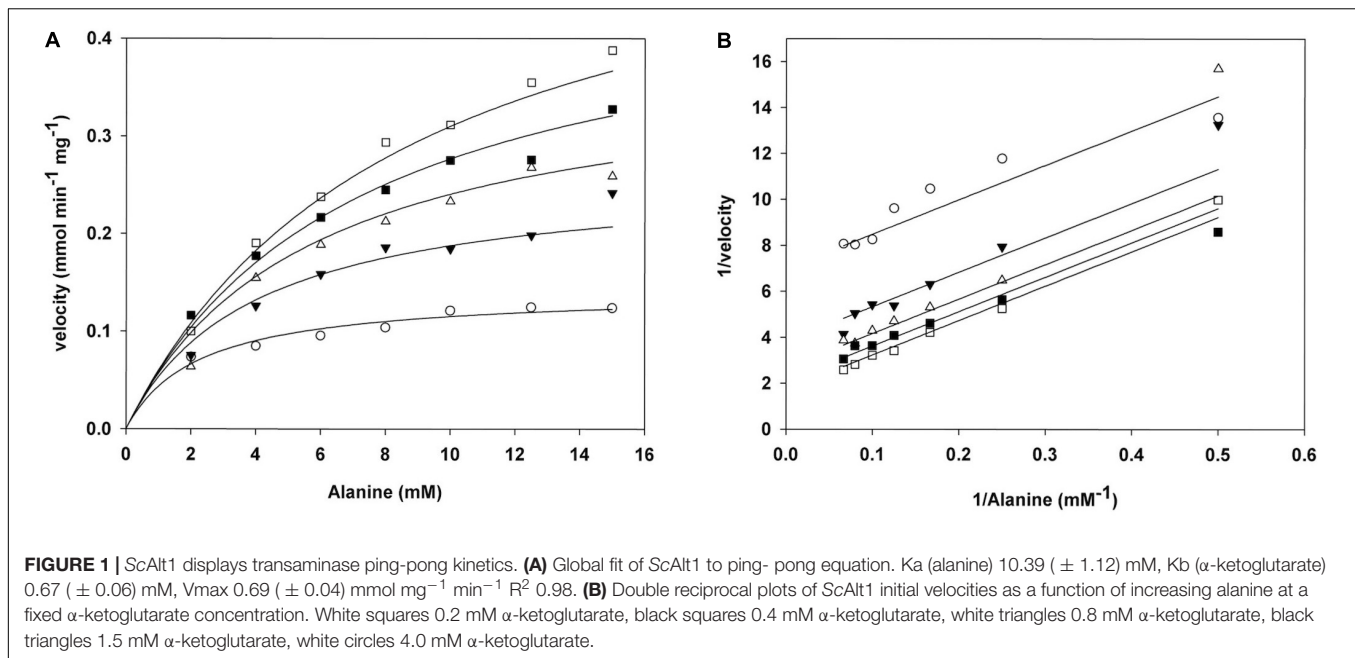 A
velocity (mmol min-1 mg-1)
0.4
0.3
0.2
0.1
0.0
0 2 4 6 8 10 12 14 16
Alanine (mM)
B
1/velocity
16
14
12
10
8
6
4
2
0
0.0 0.1 0.2 0.3 0.4 0.5 0.6
1/Alanine (mM-1)
FIGURE 1 | ScAlt1 displays transaminase ping-pong kinetics. (A) Global fit of ScAlt1 to ping- pong equation. Ka (alanine) 10.39 ( ± 1.12) mM, Kb (α-ketoglutarate)
0.67 ( ± 0.06) mM, Vmax 0.69 ( ± 0.04) mmol mg−1 min−1 R2 0.98. (B) Double reciprocal plots of ScAlt1 initial velocities as a function of increasing alanine at a
fixed α-ketoglutarate concentration. White squares 0.2 mM α-ketoglutarate, black squares 0.4 mM α-ketoglutarate, white triangles 0.8 mM α-ketoglutarate, black
triangles 1.5 mM α-ketoglutarate, white circles 4.0 mM α-ketoglutarate.